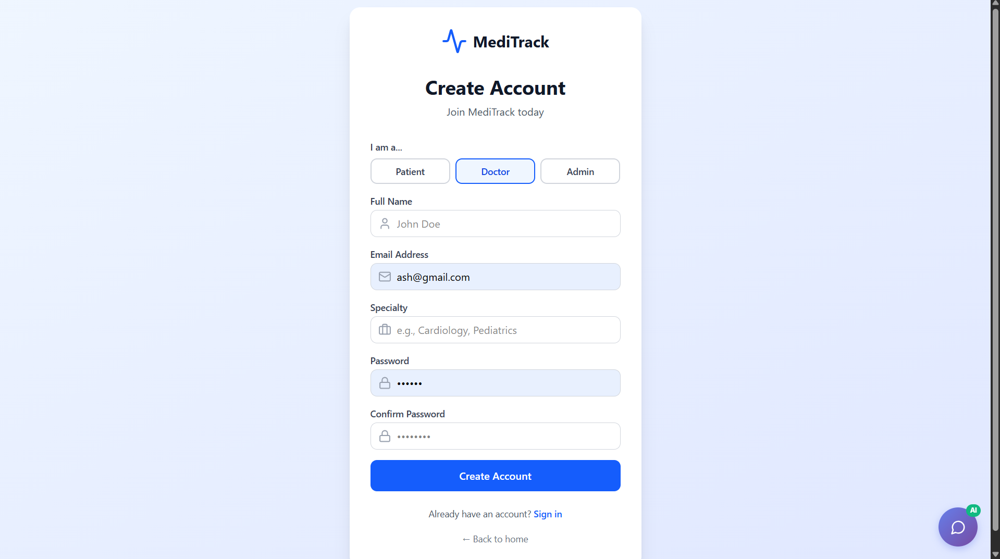 MediTrack
Create Account
Join MediTrack today
I am a...
Patient Doctor Admin
Full Name
John Doe
Email Address
ash@gmail.com
Specialty
e.g., Cardiology, Pediatrics
Password
••••••
Confirm Password
••••••••
Create Account
Already have an account? Sign in
← Back to home
AI